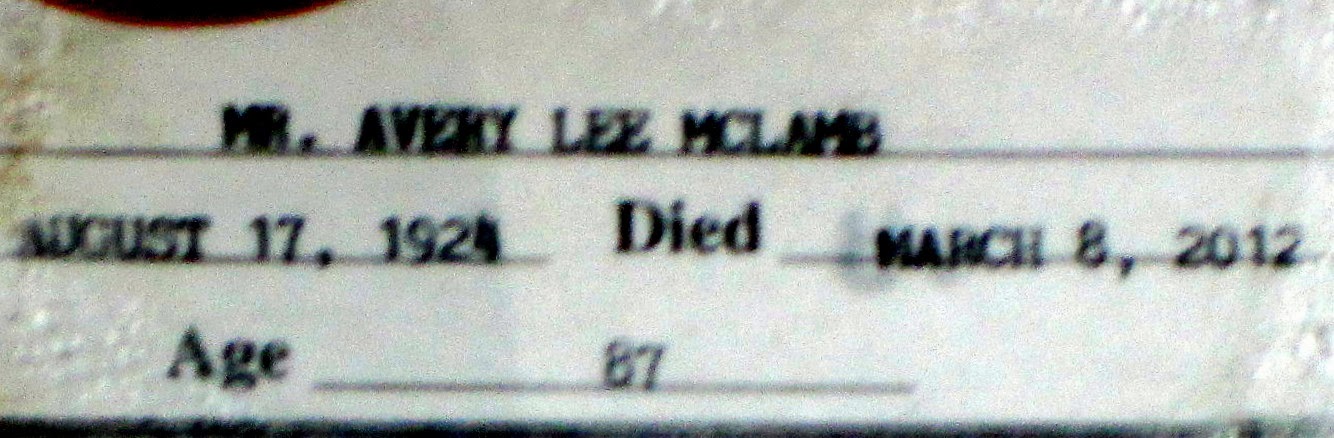 MR. AVERY LEE MCLAMB
AUGUST 17, 1924 Died MARCH 8, 2012
Age 87